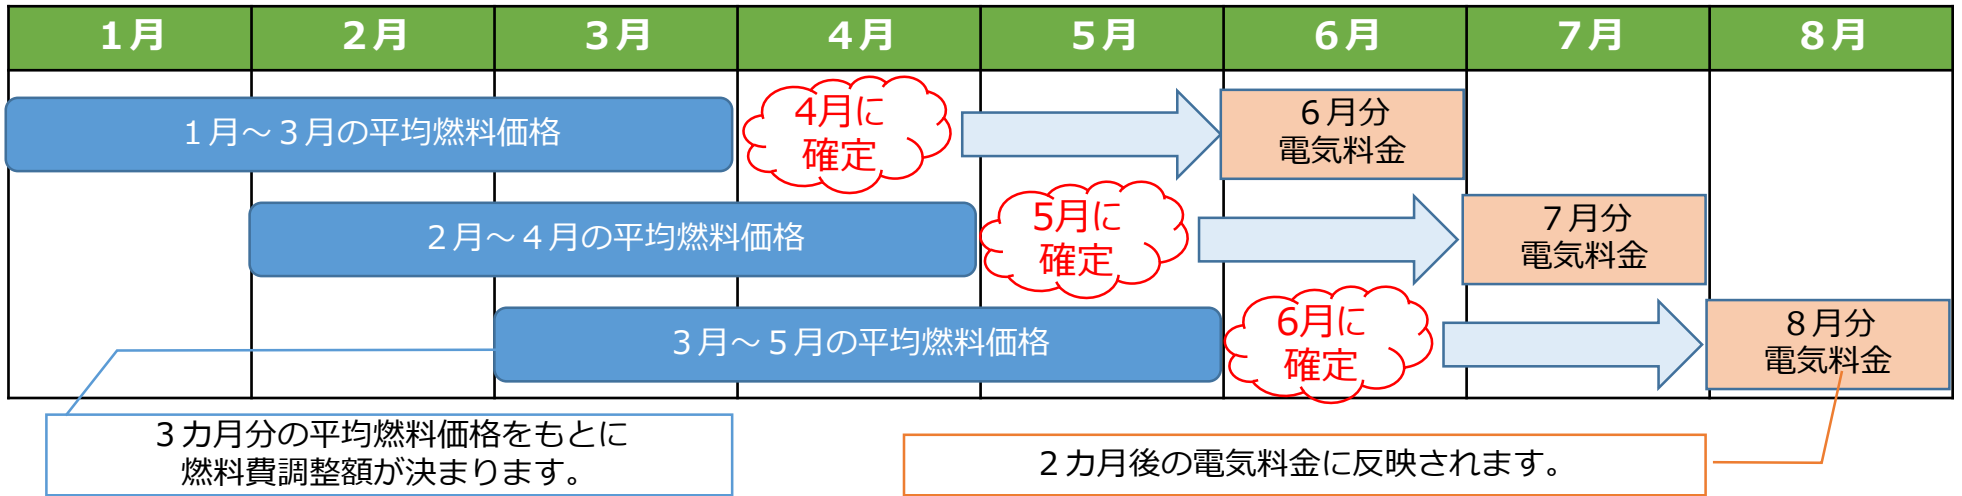 １月
２月
３月
４月
５月
６月
７月
８月
１月～３月の平均燃料価格
4月に
確定
６月分
電気料金
２月～４月の平均燃料価格
5月に
確定
７月分
電気料金
３月～５月の平均燃料価格
6月に
確定
８月分
電気料金
３カ月分の平均燃料価格をもとに
燃料費調整額が決まります。
２カ月後の電気料金に反映されます。